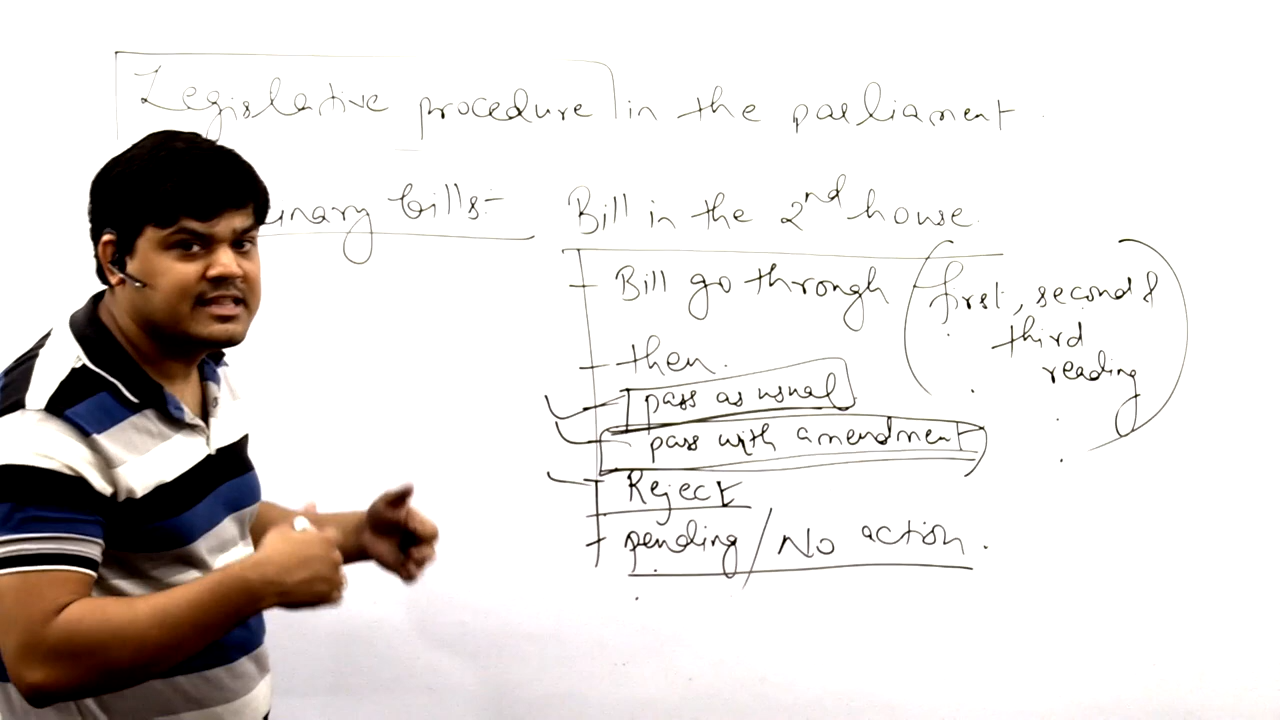 Legislative procedure in the parliament
bills:- Bill in the 2nd house.
Bill go through (first, second &
third
reading)
then.
pass as usual
pass with amendment
Reject
pending / No action.